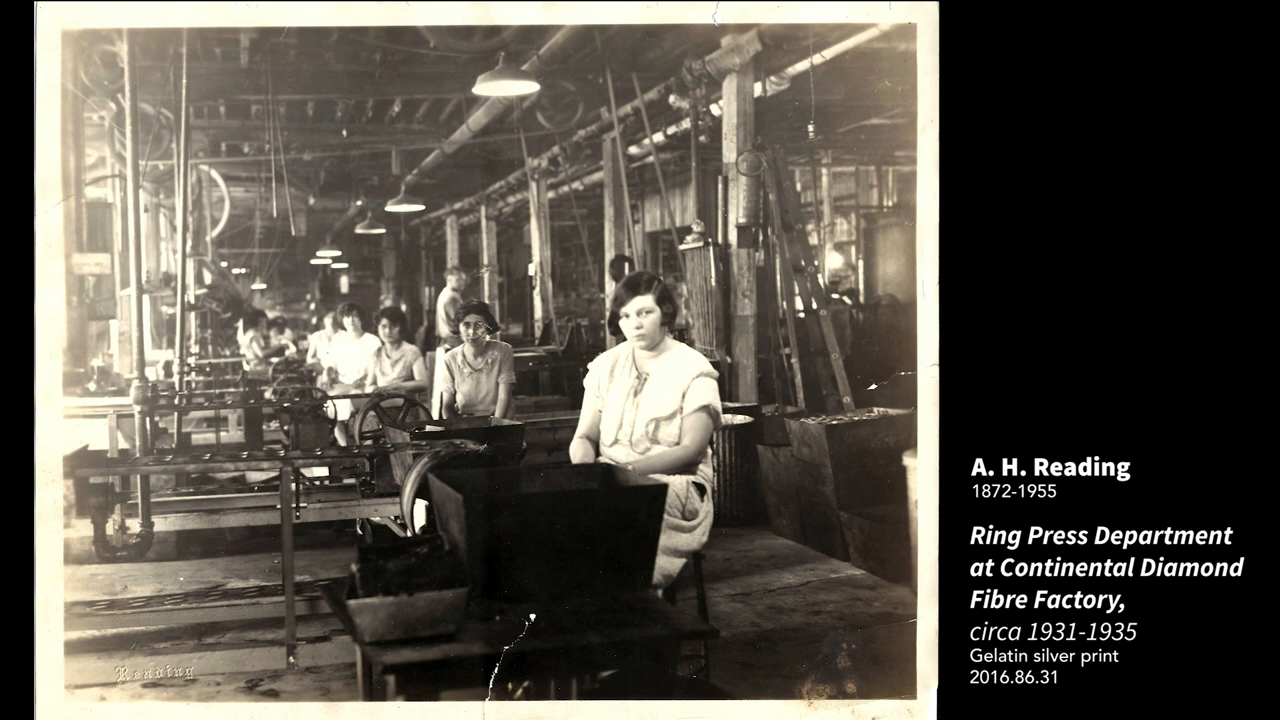 Reading
A. H. Reading
1872-1955
Ring Press Department
at Continental Diamond
Fibre Factory,
circa 1931-1935
Gelatin silver print
2016.86.31